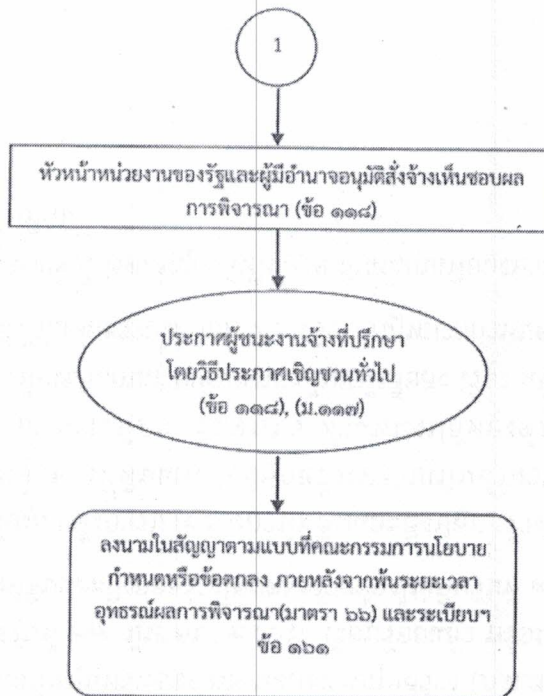 1
หัวหน้าหน่วยงานของรัฐและผู้มีอำนาจอนุมัติสั่งจ้างเห็นชอบผล
การพิจารณา (ข้อ ๑๑๘)
ประกาศผู้ชนะงานจ้างที่ปรึกษา
โดยวิธีประกาศเชิญชวนทั่วไป
(ข้อ ๑๑๘), (ม.๑๑๗)
ลงนามในสัญญาตามแบบที่คณะกรรมการนโยบาย
กำหนดหรือข้อตกลง ภายหลังจากพ้นระยะเวลา
อุทธรณ์ผลการพิจารณา(มาตรา ๖๖) และระเบียบฯ
ข้อ ๑๖๑